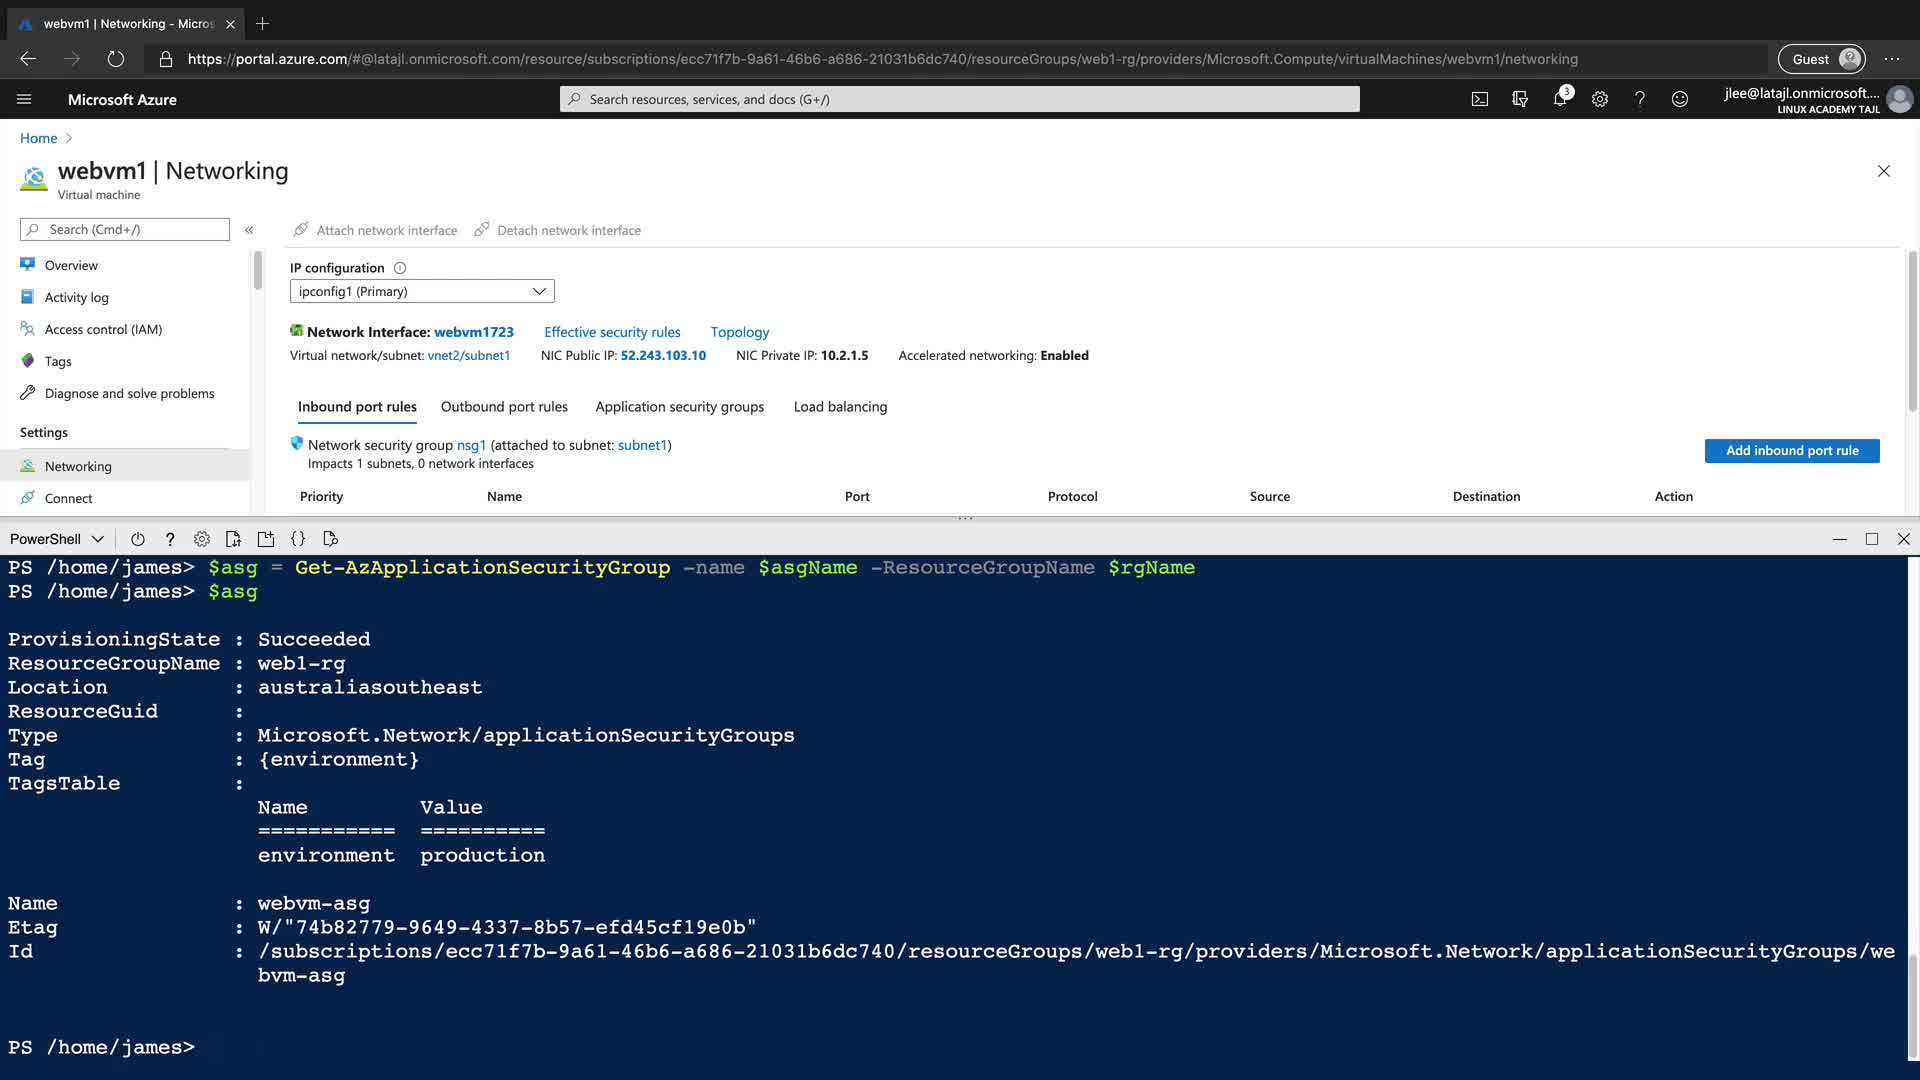 webvm1 | Networking - Micros
https://portal.azure.com/#@latajl.onmicrosoft.com/resource/subscriptions/ecc71f7b-9a61-46b6-a686-21031b6dc740/resourceGroups/web1-rg/providers/Microsoft.Compute/virtualMachines/webvm1/networking
Guest
Microsoft Azure
Search resources, services, and docs (G+/)
3
jlee@latajl.onmicrosoft....
LINUX ACADEMY TAJL
Home
webvm1 | Networking
Virtual machine
Search (Cmd+/)
Overview
Activity log
Access control (IAM)
Tags
Diagnose and solve problems
Settings
Networking
Connect
Attach network interface
Detach network interface
IP configuration
ipconfig1 (Primary)
Network Interface: webvm1723 Effective security rules Topology
Virtual network/subnet: vnet2/subnet1 NIC Public IP: 52.243.103.10 NIC Private IP: 10.2.1.5 Accelerated networking: Enabled
Inbound port rules Outbound port rules Application security groups Load balancing
Network security group nsg1 (attached to subnet: subnet1)
Impacts 1 subnets, 0 network interfaces
Add inbound port rule
Priority Name Port Protocol Source Destination Action
PowerShell
PS /home/james> $asg = Get-AzApplicationSecurityGroup -name $asgName -ResourceGroupName $rgName
PS /home/james> $asg
ProvisioningState : Succeeded
ResourceGroupName : web1-rg
Location : australiasoutheast
ResourceGuid :
Type : Microsoft.Network/applicationSecurityGroups
Tag : {environment}
TagsTable :
Name Value
=========== ==========
environment production
Name : webvm-asg
Etag : W/"74b82779-9649-4337-8b57-efd45cf19e0b"
Id : /subscriptions/ecc71f7b-9a61-46b6-a686-21031b6dc740/resourceGroups/web1-rg/providers/Microsoft.Network/applicationSecurityGroups/we
bvm-asg
PS /home/james>